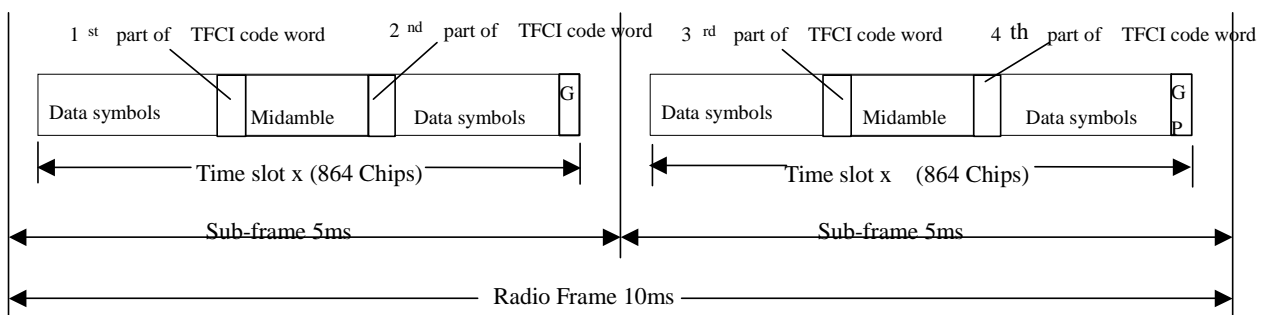 1 st part of TFCI code word 2 nd part of TFCI code word 3 rd part of TFCI code word 4 th part of TFCI code word
Data symbols Midamble Data symbols G Data symbols Midamble Data symbols G P
Time slot x (864 Chips) Time slot x (864 Chips)
Sub-frame 5ms Sub-frame 5ms
Radio Frame 10ms